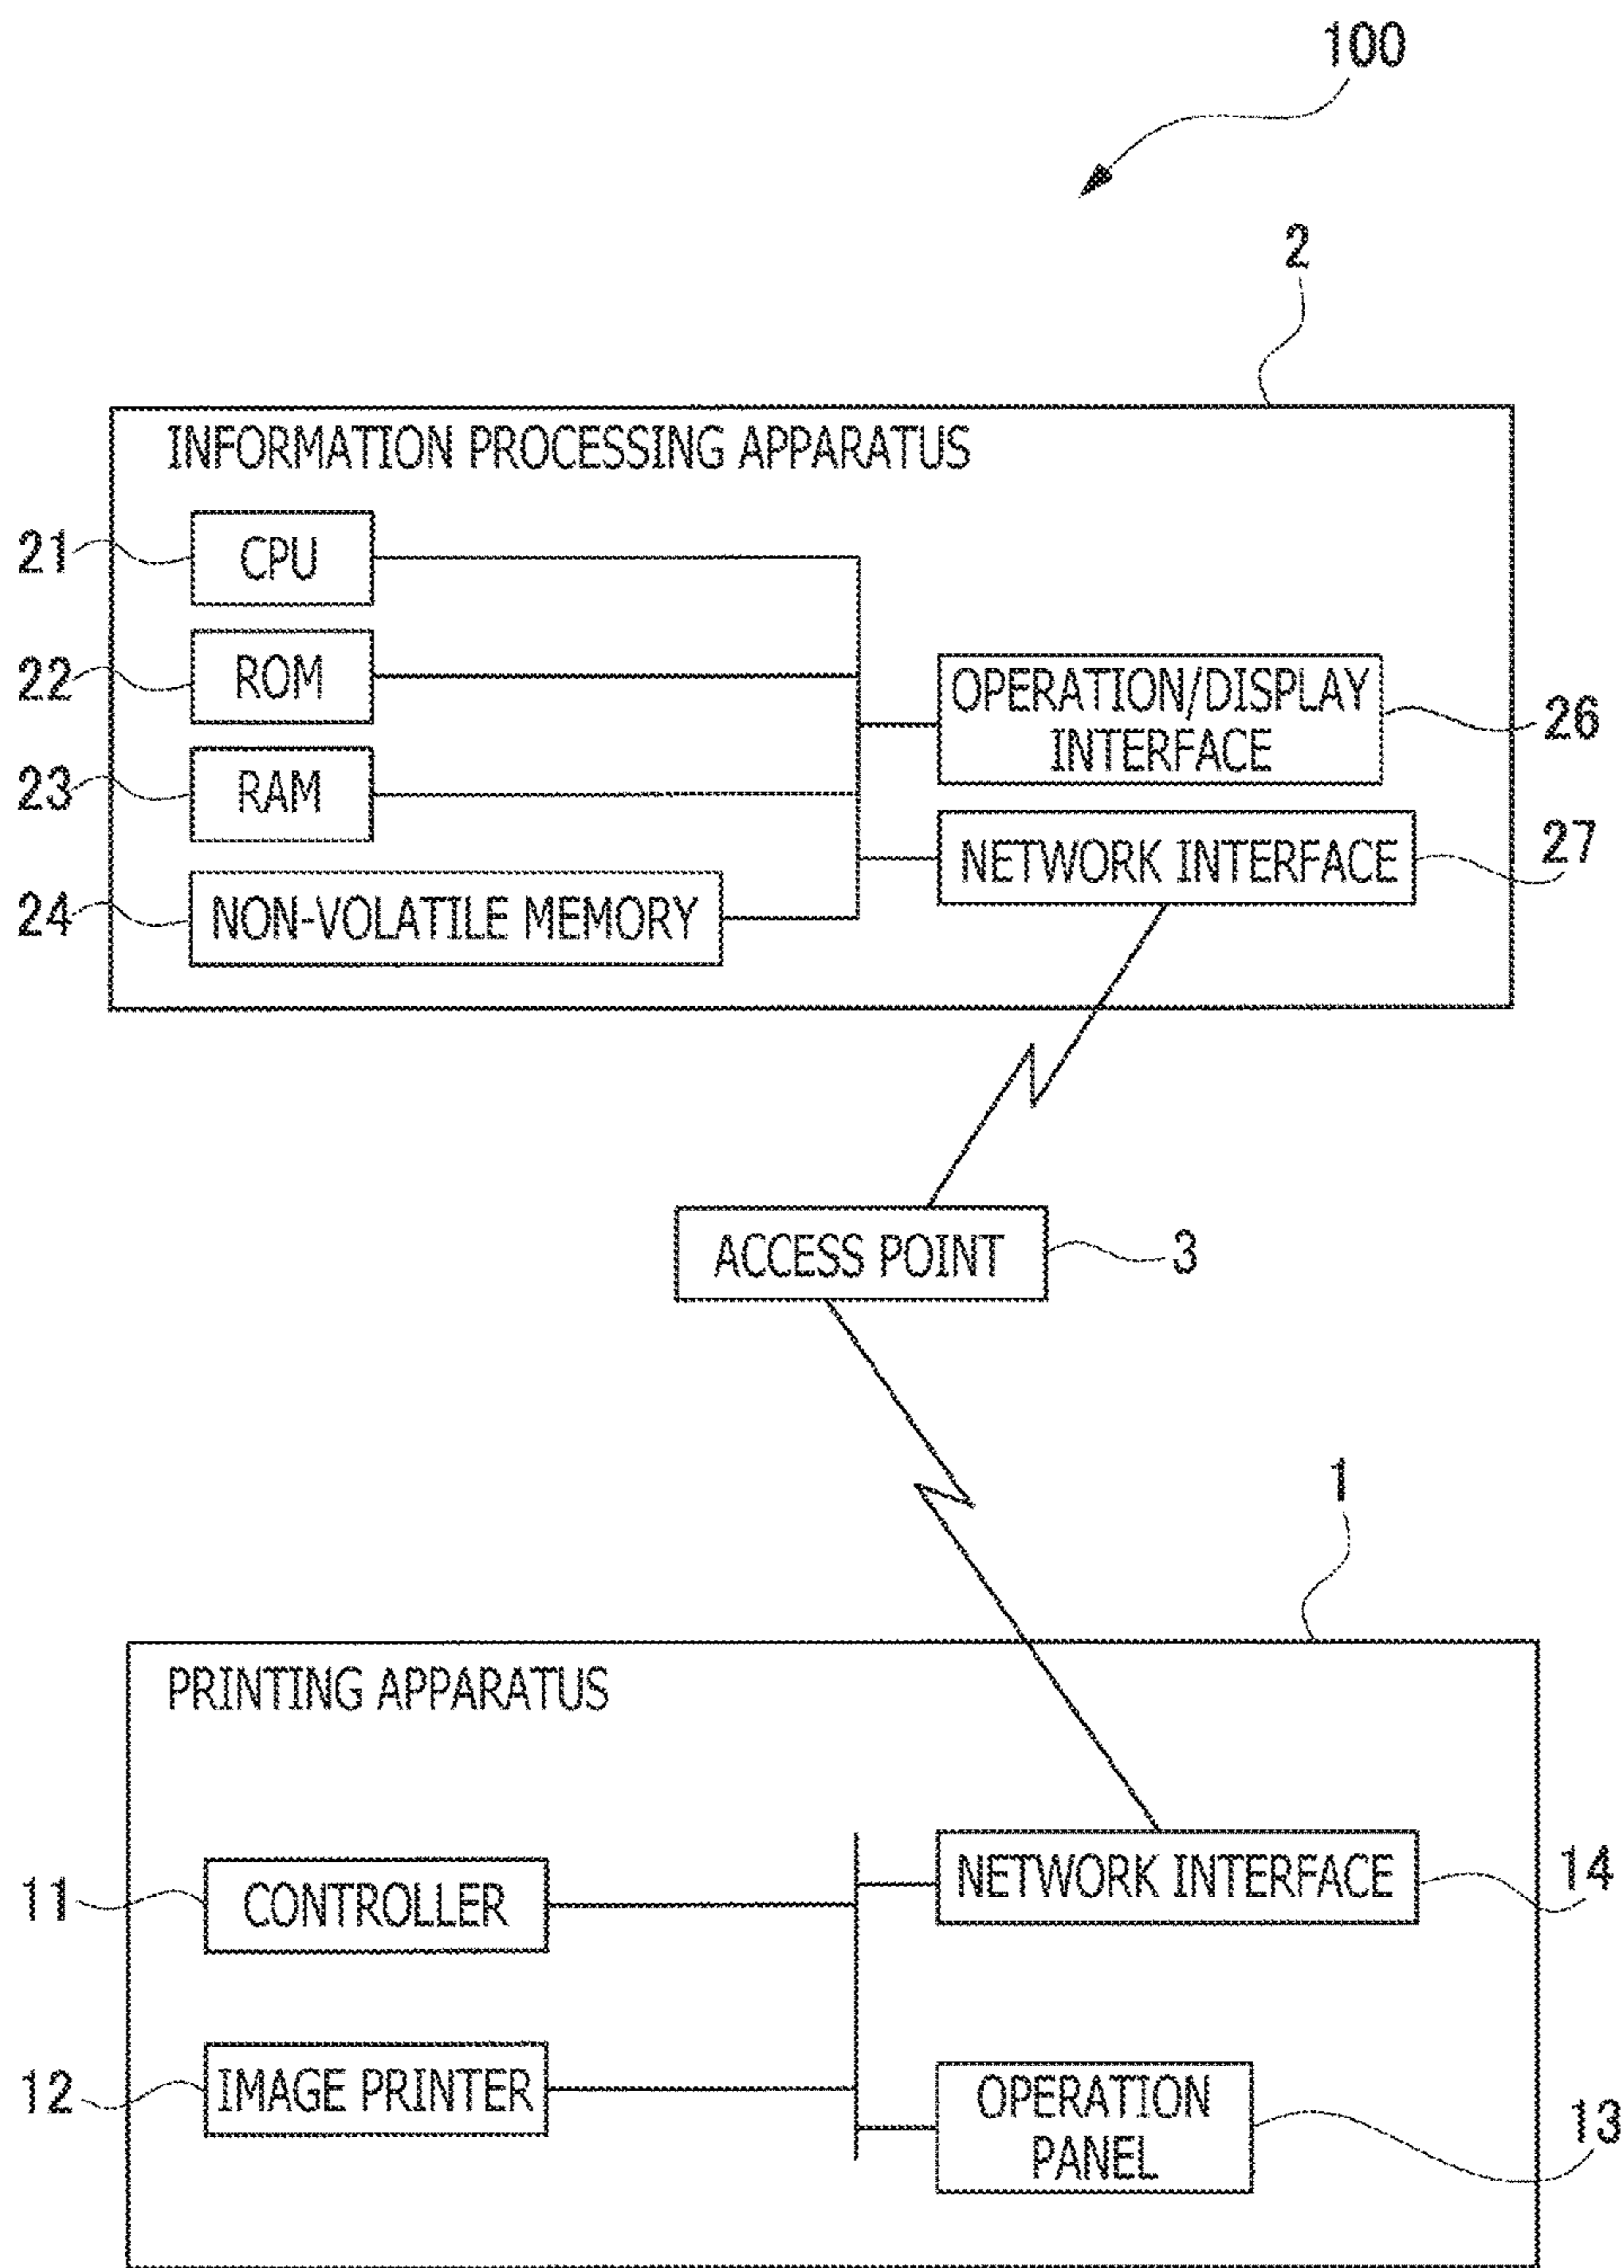 100
2
INFORMATION PROCESSING APPARATUS
21
CPU
22
ROM
OPERATION/DISPLAY
INTERFACE
26
23
RAM
NETWORK INTERFACE
27
24
NON-VOLATILE MEMORY
ACCESS POINT
3
1
PRINTING APPARATUS
11
CONTROLLER
NETWORK INTERFACE
14
12
IMAGE PRINTER
OPERATION
PANEL
13